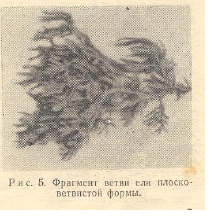 Рис. 5. Фрагмент ветви ели плоско-
ветвистой формы.